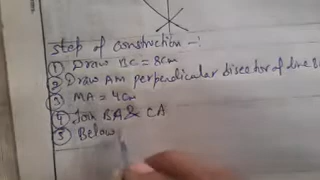 Step of construction :-
① Draw BC = 8cm
② Draw AM perpendicular bisector of line B
③ MA = 4cm
④ Join BA & CA
⑤ Below